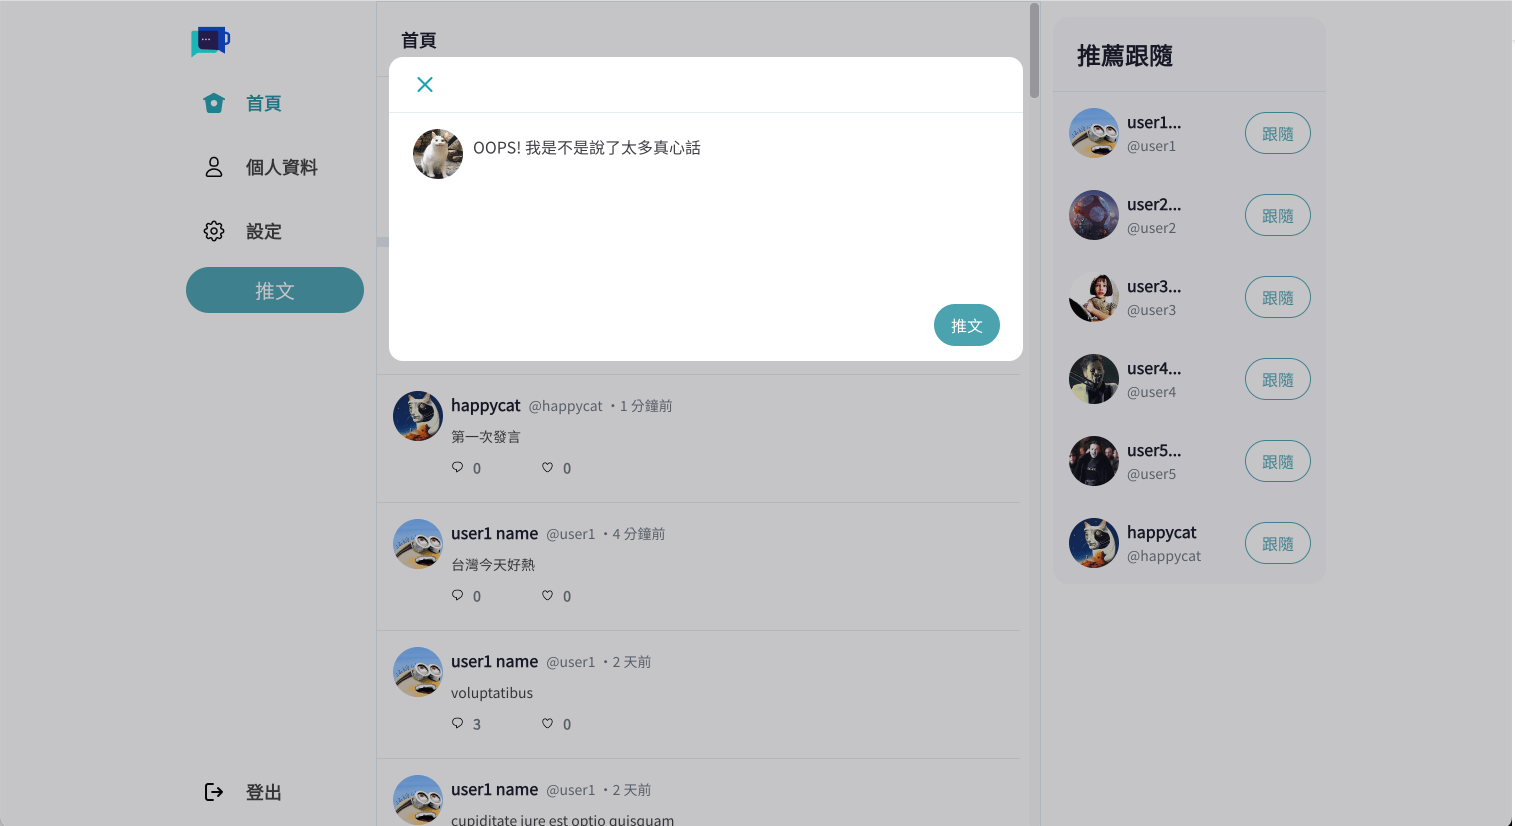 首頁
個人資料
設定
推文
登出
首頁
OOPS! 我是不是說了太多真心話
推文
happycat @happycat ・1 分鐘前
第一次發言
0 0
user1 name @user1 ・4 分鐘前
台灣今天好熱
0 0
user1 name @user1 ・2 天前
voluptatibus
3 0
user1 name @user1 ・2 天前
cupiditate iure est optio quisquam
推薦跟隨
user1...
@user1
跟隨
user2...
@user2
跟隨
user3...
@user3
跟隨
user4...
@user4
跟隨
user5...
@user5
跟隨
happycat
@happycat
跟隨